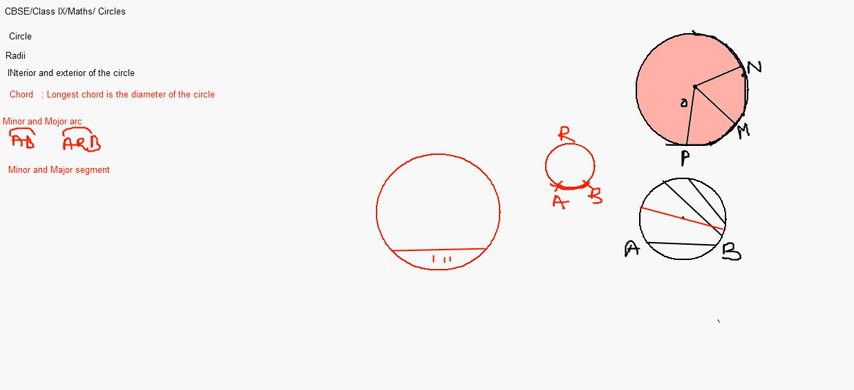 CBSE/Class IX/Maths/ Circles
Circle
Radii
INterior and exterior of the circle
Chord ; Longest chord is the diameter of the circle
Minor and Mojor arc
AB ARB
Minor and Major segment
R
A B
N
a
M
P
A B